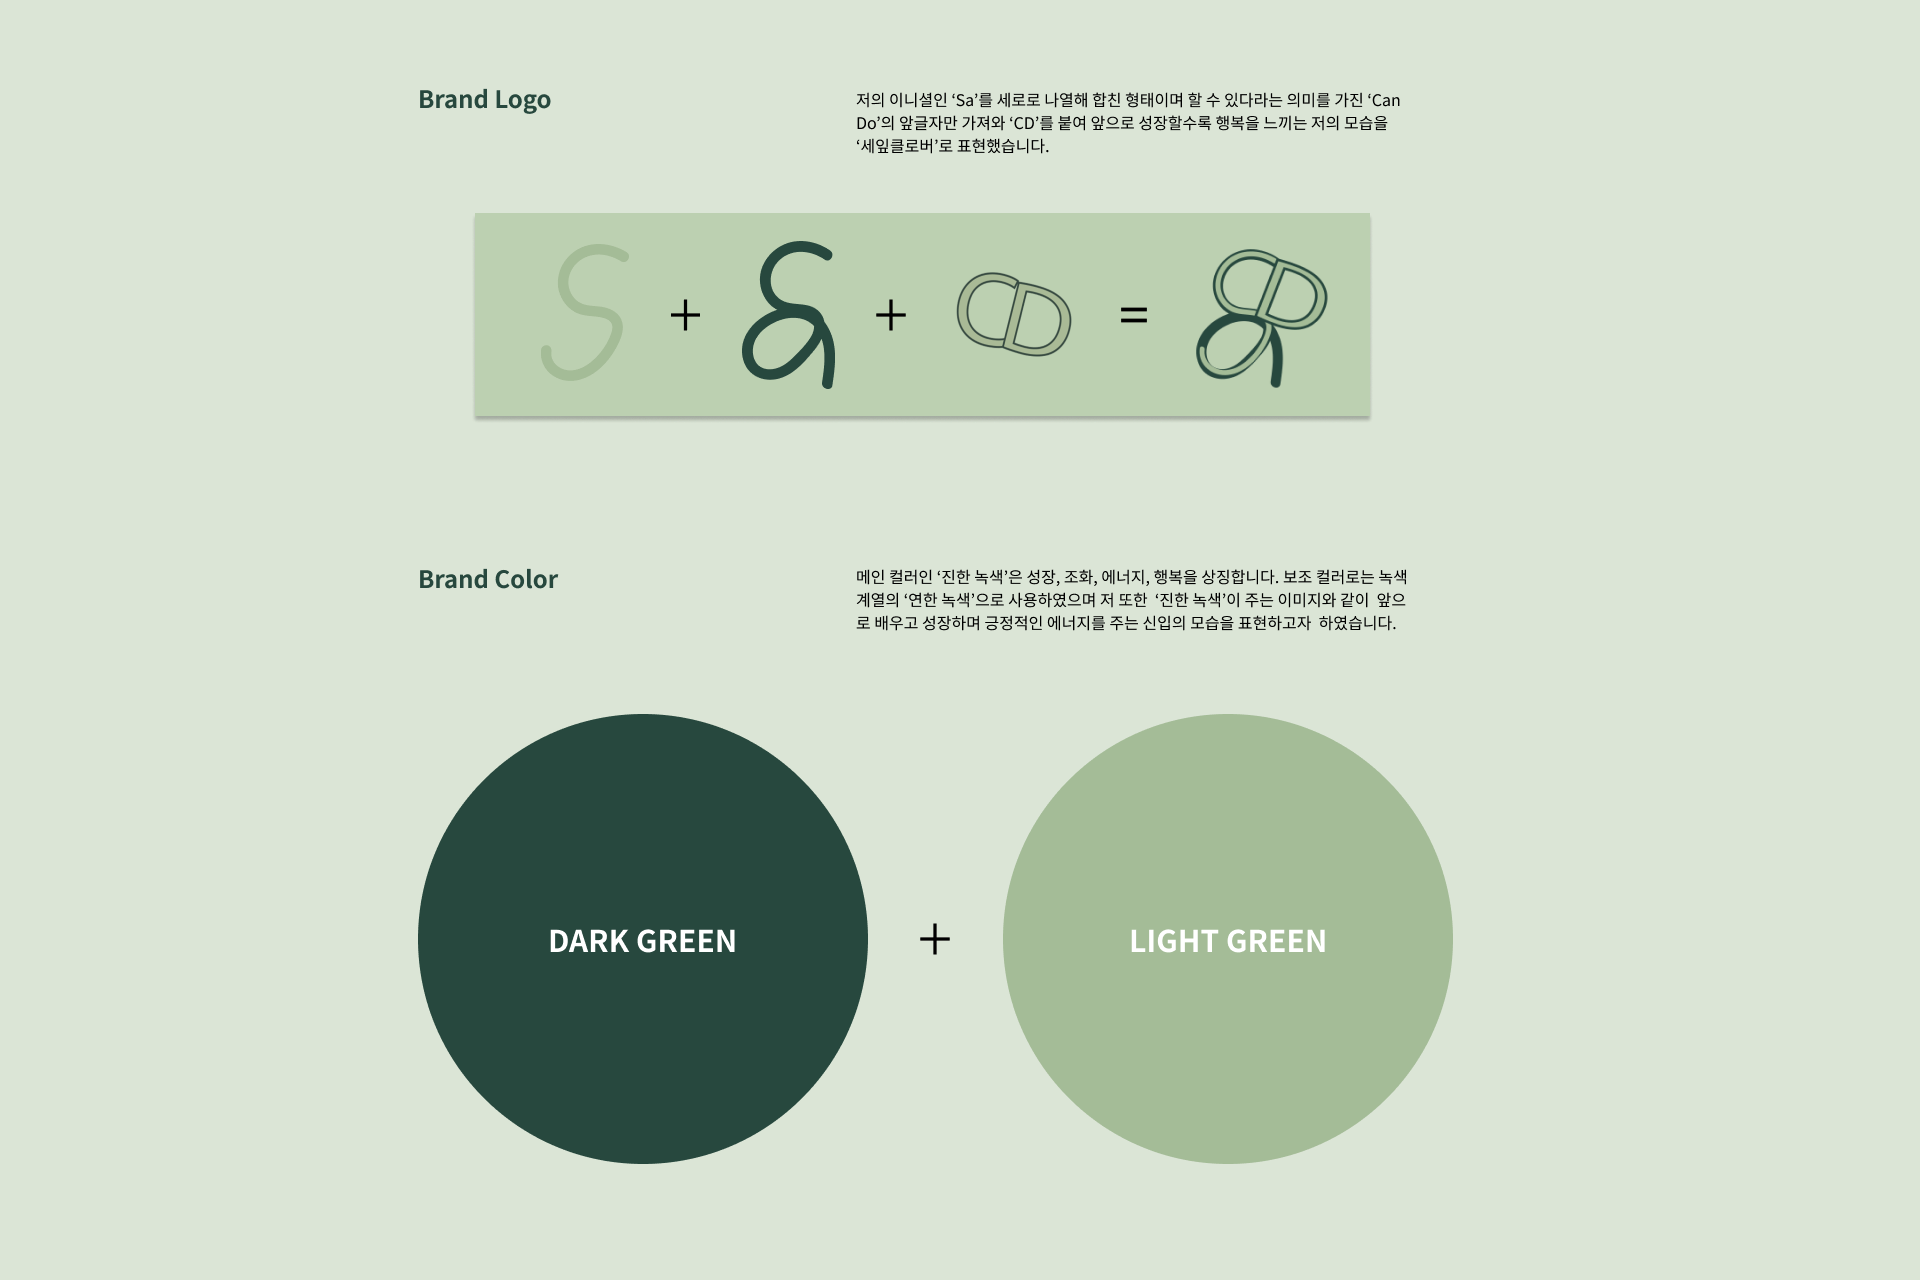 Brand Logo
저의 이니셜인 ‘Sa’를 세로로 나열해 합친 형태이며 할 수 있다라는 의미를 가진 ‘Can
Do’의 앞글자만 가져와 ‘CD’를 붙여 앞으로 성장할수록 행복을 느끼는 저의 모습을
‘세잎클로버’로 표현했습니다.
S + Sa + CD =
Brand Color
메인 컬러인 ‘진한 녹색’은 성장, 조화, 에너지, 행복을 상징합니다. 보조 컬러로는 녹색
계열의 ‘연한 녹색’으로 사용하였으며 저 또한 ‘진한 녹색’이 주는 이미지와 같이 앞으
로 배우고 성장하며 긍정적인 에너지를 주는 신입의 모습을 표현하고자 하였습니다.
DARK GREEN + LIGHT GREEN